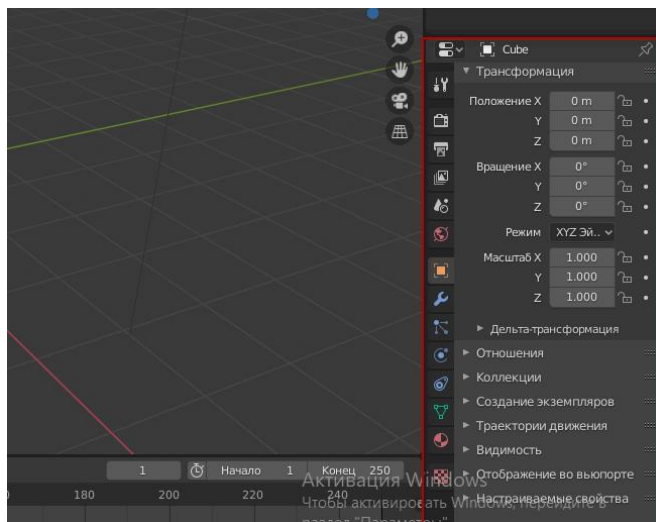 Cube
Трансформация
Положение X 0 m
Y 0 m
Z 0 m
Вращение X 0°
Y 0°
Z 0°
Режим XYZ Эй..
Масштаб X 1.000
Y 1.000
Z 1.000
Дельта-трансформация
Отношения
Коллекции
Создание экземпляров
Траектории движения
Видимость
Отображение во вьюпорте
Настраиваемые свойства
1 Начало 1 Конец 250
180 200 220 240
Активация Windows
Чтобы активировать Windows, перейдите в
раздел "Параметры".